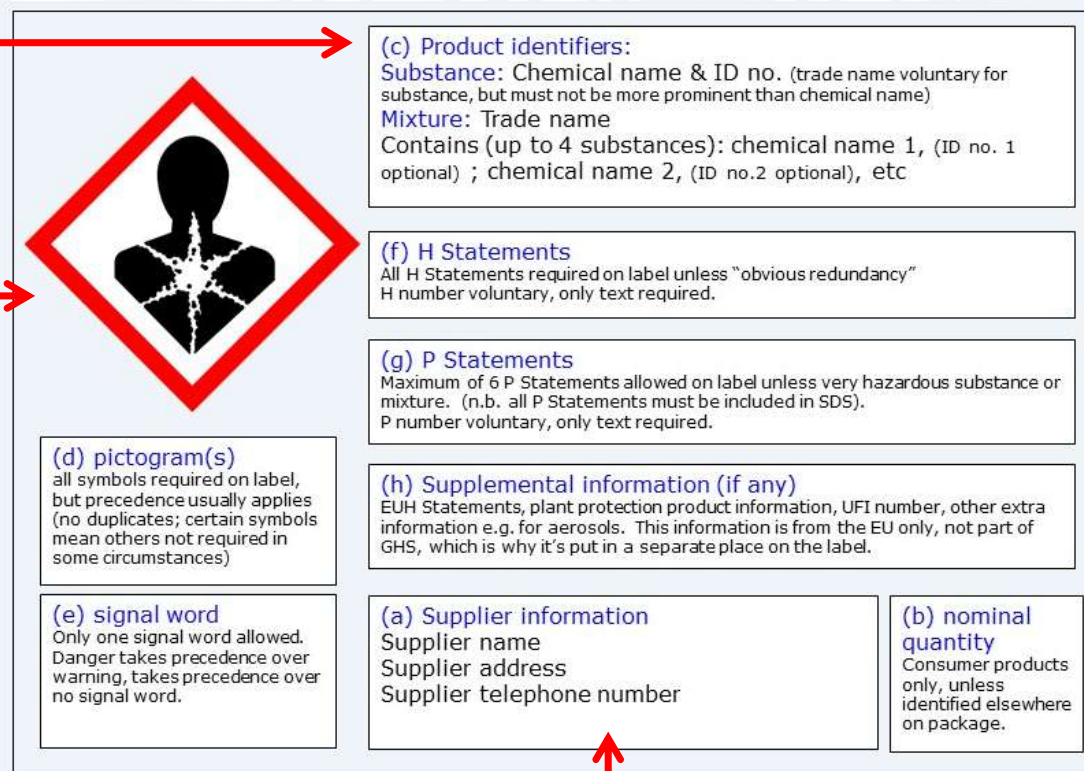 (c) Product identifiers:
Substance: Chemical name & ID no. (trade name voluntary for
substance, but must not be more prominent than chemical name)
Mixture: Trade name
Contains (up to 4 substances): chemical name 1, (ID no. 1
optional) ; chemical name 2, (ID no.2 optional), etc
(f) H Statements
All H Statements required on label unless “obvious redundancy”
H number voluntary, only text required.
(g) P Statements
Maximum of 6 P Statements allowed on label unless very hazardous substance or
mixture. (n.b. all P Statements must be included in SDS).
P number voluntary, only text required.
(d) pictogram(s)
all symbols required on label,
but precedence usually applies
(no duplicates; certain symbols
mean others not required in
some circumstances)
(h) Supplemental information (if any)
EUH Statements, plant protection product information, UFI number, other extra
information e.g. for aerosols. This information is from the EU only, not part of
GHS, which is why it’s put in a separate place on the label.
(e) signal word
Only one signal word allowed.
Danger takes precedence over
warning, takes precedence over
no signal word.
(a) Supplier information
Supplier name
Supplier address
Supplier telephone number
(b) nominal
quantity
Consumer products
only, unless
identified elsewhere
on package.